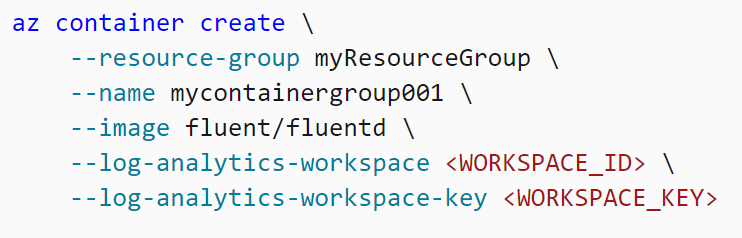 az container create \
--resource-group myResourceGroup \
--name mycontainergroup001 \
--image fluent/fluentd \
--log-analytics-workspace <WORKSPACE_ID> \
--log-analytics-workspace-key <WORKSPACE_KEY>